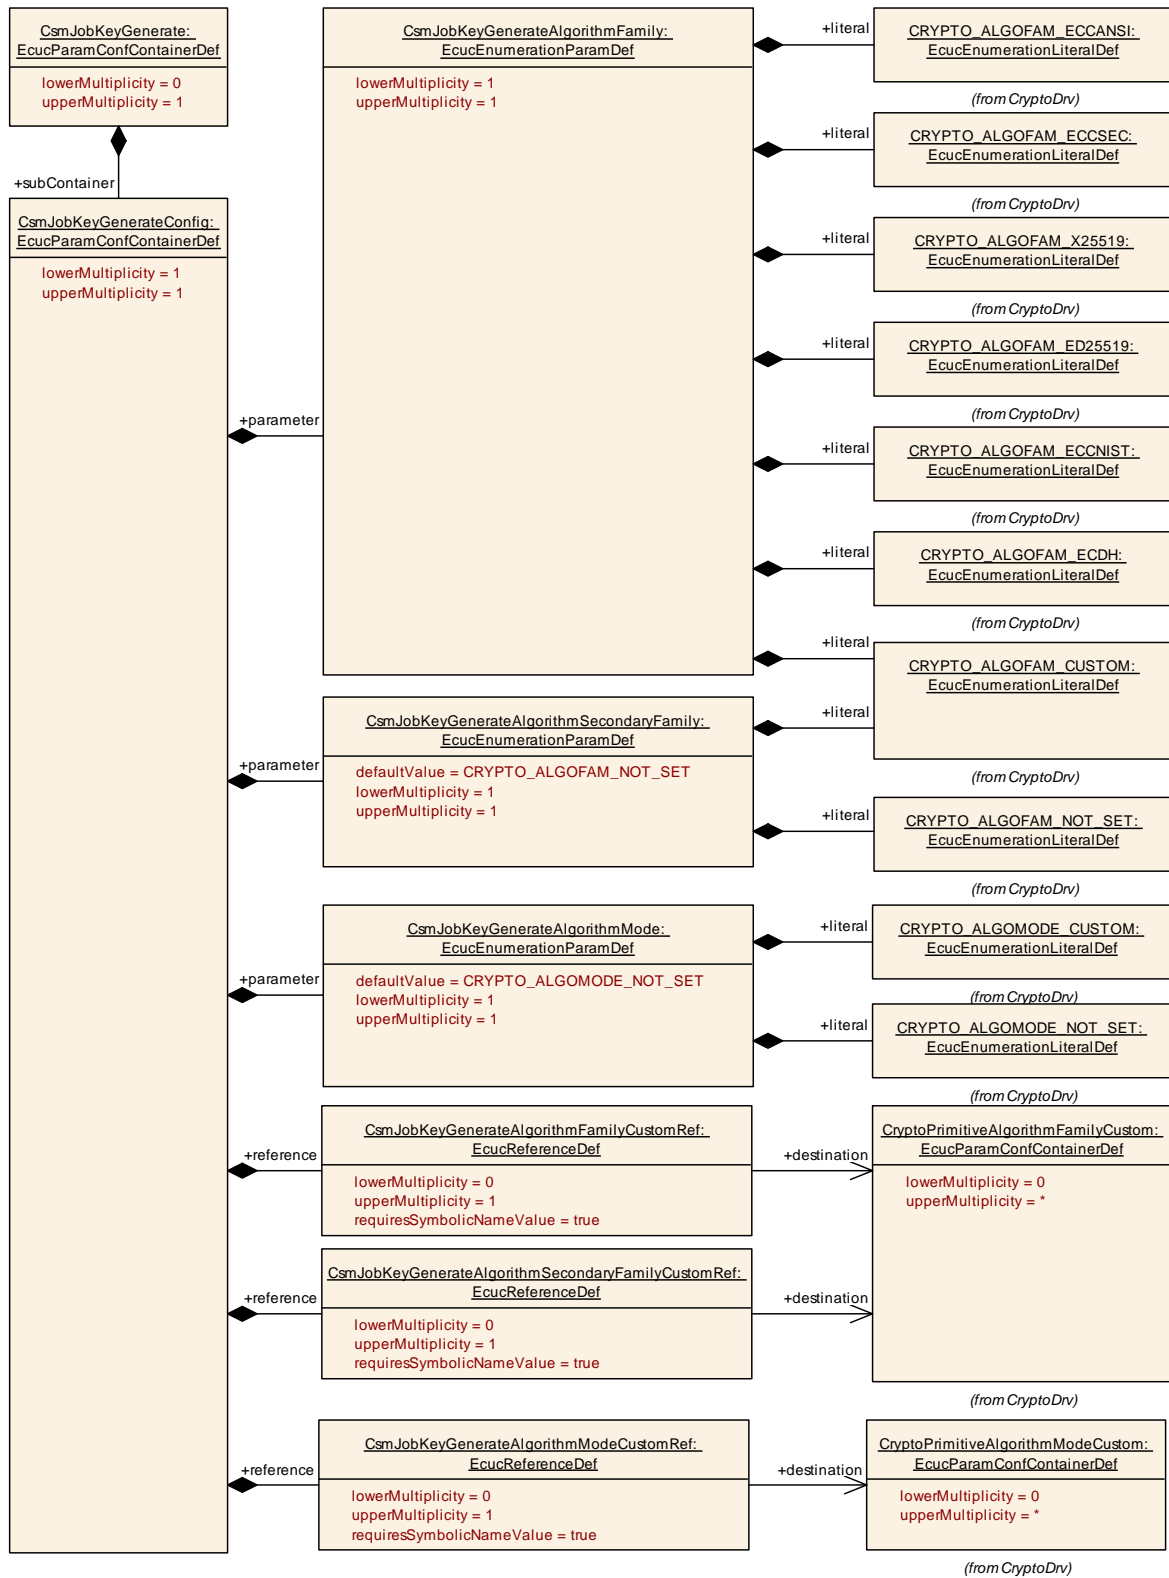 CsmJobKeyGenerate:
EcucParamConfContainerDef
lowerMultiplicity = 0
upperMultiplicity = 1
+subContainer
CsmJobKeyGenerateConfig:
EcucParamConfContainerDef
lowerMultiplicity = 1
upperMultiplicity = 1
+parameter
CsmJobKeyGenerateAlgorithmFamily:
EcucEnumerationParamDef
lowerMultiplicity = 1
upperMultiplicity = 1
+literal
CRYPTO_ALGOFAM_ECCANSI:
EcucEnumerationLiteralDef
(from CryptoDrv)
+literal
CRYPTO_ALGOFAM_ECCSEC:
EcucEnumerationLiteralDef
(from CryptoDrv)
+literal
CRYPTO_ALGOFAM_X25519:
EcucEnumerationLiteralDef
(from CryptoDrv)
+literal
CRYPTO_ALGOFAM_ED25519:
EcucEnumerationLiteralDef
(from CryptoDrv)
+literal
CRYPTO_ALGOFAM_ECCNIST:
EcucEnumerationLiteralDef
(from CryptoDrv)
+literal
CRYPTO_ALGOFAM_ECDH:
EcucEnumerationLiteralDef
(from CryptoDrv)
+literal
CRYPTO_ALGOFAM_CUSTOM:
EcucEnumerationLiteralDef
(from CryptoDrv)
+parameter
CsmJobKeyGenerateAlgorithmSecondaryFamily:
EcucEnumerationParamDef
defaultValue = CRYPTO_ALGOFAM_NOT_SET
lowerMultiplicity = 1
upperMultiplicity = 1
+literal
+literal
CRYPTO_ALGOFAM_NOT_SET:
EcucEnumerationLiteralDef
(from CryptoDrv)
+parameter
CsmJobKeyGenerateAlgorithmMode:
EcucEnumerationParamDef
defaultValue = CRYPTO_ALGOMODE_NOT_SET
lowerMultiplicity = 1
upperMultiplicity = 1
+literal
CRYPTO_ALGOMODE_CUSTOM:
EcucEnumerationLiteralDef
(from CryptoDrv)
+literal
CRYPTO_ALGOMODE_NOT_SET:
EcucEnumerationLiteralDef
(from CryptoDrv)
+reference
CsmJobKeyGenerateAlgorithmFamilyCustomRef:
EcucReferenceDef
lowerMultiplicity = 0
upperMultiplicity = 1
requiresSymbolicNameValue = true
+destination
CryptoPrimitiveAlgorithmFamilyCustom:
EcucParamConfContainerDef
lowerMultiplicity = 0
upperMultiplicity = *
(from CryptoDrv)
+reference
CsmJobKeyGenerateAlgorithmSecondaryFamilyCustomRef:
EcucReferenceDef
lowerMultiplicity = 0
upperMultiplicity = 1
requiresSymbolicNameValue = true
+destination
+reference
CsmJobKeyGenerateAlgorithmModeCustomRef:
EcucReferenceDef
lowerMultiplicity = 0
upperMultiplicity = 1
requiresSymbolicNameValue = true
+destination
CryptoPrimitiveAlgorithmModeCustom:
EcucParamConfContainerDef
lowerMultiplicity = 0
upperMultiplicity = *
(from CryptoDrv)